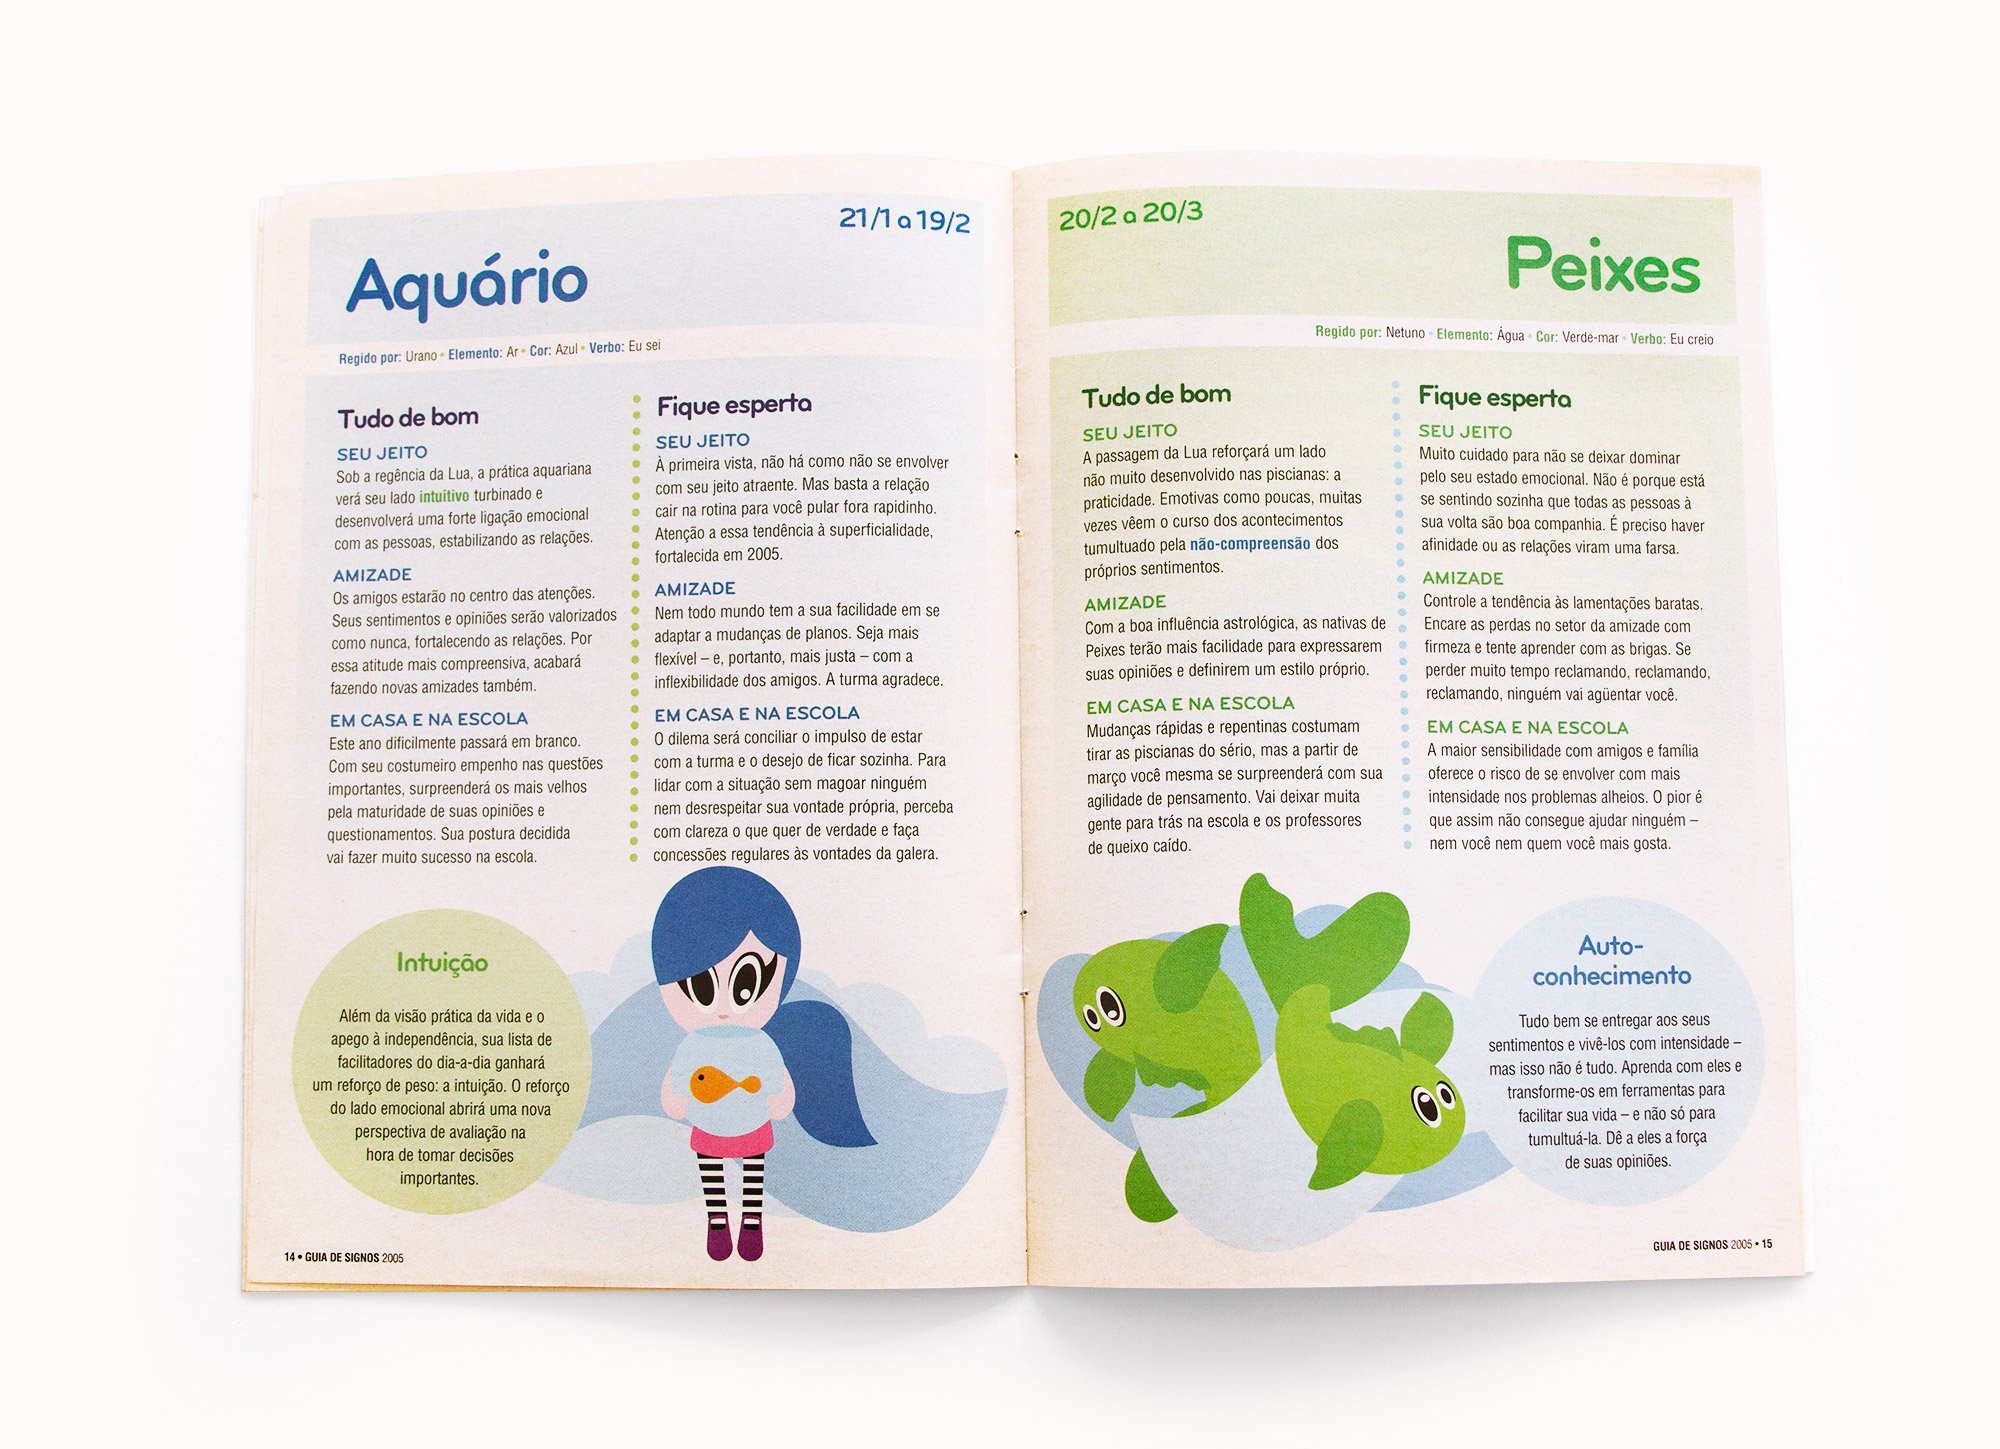 21/1 a 19/2
Aquário
Regido por: Urano • Elemento: Ar • Cor: Azul • Verbo: Eu sei
Tudo de bom
SEU JEITO
Sob a regência da Lua, a prática aquariana
verá seu lado intuitivo turbinado e
desenvolverá uma forte ligação emocional
com as pessoas, estabilizando as relações.
AMIZADE
Os amigos estarão no centro das atenções.
Seus sentimentos e opiniões serão valorizados
como nunca, fortalecendo as relações. Por
essa atitude mais compreensiva, acabará
fazendo novas amizades também.
EM CASA E NA ESCOLA
Este ano dificilmente passará em branco.
Com seu costumeiro empenho nas questões
importantes, surpreenderá os mais velhos
pela maturidade de suas opiniões e
questionamentos. Sua postura decidida
vai fazer muito sucesso na escola.
Fique esperta
SEU JEITO
À primeira vista, não há como não se envolver
com seu jeito atraente. Mas basta a relação
cair na rotina para você pular fora rapidinho.
Atenção a essa tendência à superficialidade,
fortalecida em 2005.
AMIZADE
Nem todo mundo tem a sua facilidade em se
adaptar a mudanças de planos. Seja mais
flexível – e, portanto, mais justa – com a
inflexibilidade dos amigos. A turma agradece.
EM CASA E NA ESCOLA
O dilema será conciliar o impulso de estar
com a turma e o desejo de ficar sozinha. Para
lidar com a situação sem magoar ninguém
nem desrespeitar sua vontade própria, perceba
com clareza o que quer de verdade e faça
concessões regulares às vontades da galera.
Intuição
Além da visão prática da vida e o
apego à independência, sua lista de
facilitadores do dia-a-dia ganhará
um reforço de peso: a intuição. O reforço
do lado emocional abrirá uma nova
perspectiva de avaliação na
hora de tomar decisões
importantes.
14 • GUIA DE SIGNOS 2005
20/2 a 20/3
Peixes
Regido por: Netuno • Elemento: Água • Cor: Verde-mar • Verbo: Eu creio
Tudo de bom
SEU JEITO
A passagem da Lua reforçará um lado
não muito desenvolvido nas piscianas: a
praticidade. Emotivas como poucas, muitas
vezes vêem o curso dos acontecimentos
tumultuado pela não-compreensão dos
próprios sentimentos.
AMIZADE
Com a boa influência astrológica, as nativas de
Peixes terão mais facilidade para expressarem
suas opiniões e definirem um estilo próprio.
EM CASA E NA ESCOLA
Mudanças rápidas e repentinas costumam
tirar as piscianas do sério, mas a partir de
março você mesma se surpreenderá com sua
agilidade de pensamento. Vai deixar muita
gente para trás na escola e os professores
de queixo caído.
Fique esperta
SEU JEITO
Muito cuidado para não se deixar dominar
pelo seu estado emocional. Não é porque está
se sentindo sozinha que todas as pessoas à
sua volta são boa companhia. É preciso haver
afinidade ou as relações viram uma farsa.
AMIZADE
Controle a tendência às lamentações baratas.
Encare as perdas no setor da amizade com
firmeza e tente aprender com as brigas. Se
perder muito tempo reclamando, reclamando,
reclamando, ninguém vai agüentar você.
EM CASA E NA ESCOLA
A maior sensibilidade com amigos e família
oferece o risco de se envolver com mais
intensidade nos problemas alheios. O pior é
que assim não consegue ajudar ninguém –
nem você nem quem você mais gosta.
Auto-
conhecimento
Tudo bem se entregar aos seus
sentimentos e vivê-los com intensidade –
mas isso não é tudo. Aprenda com eles e
transforme-os em ferramentas para
facilitar sua vida – e não só para
tumultuá-la. Dê a eles a força
de suas opiniões.
GUIA DE SIGNOS 2005 • 15